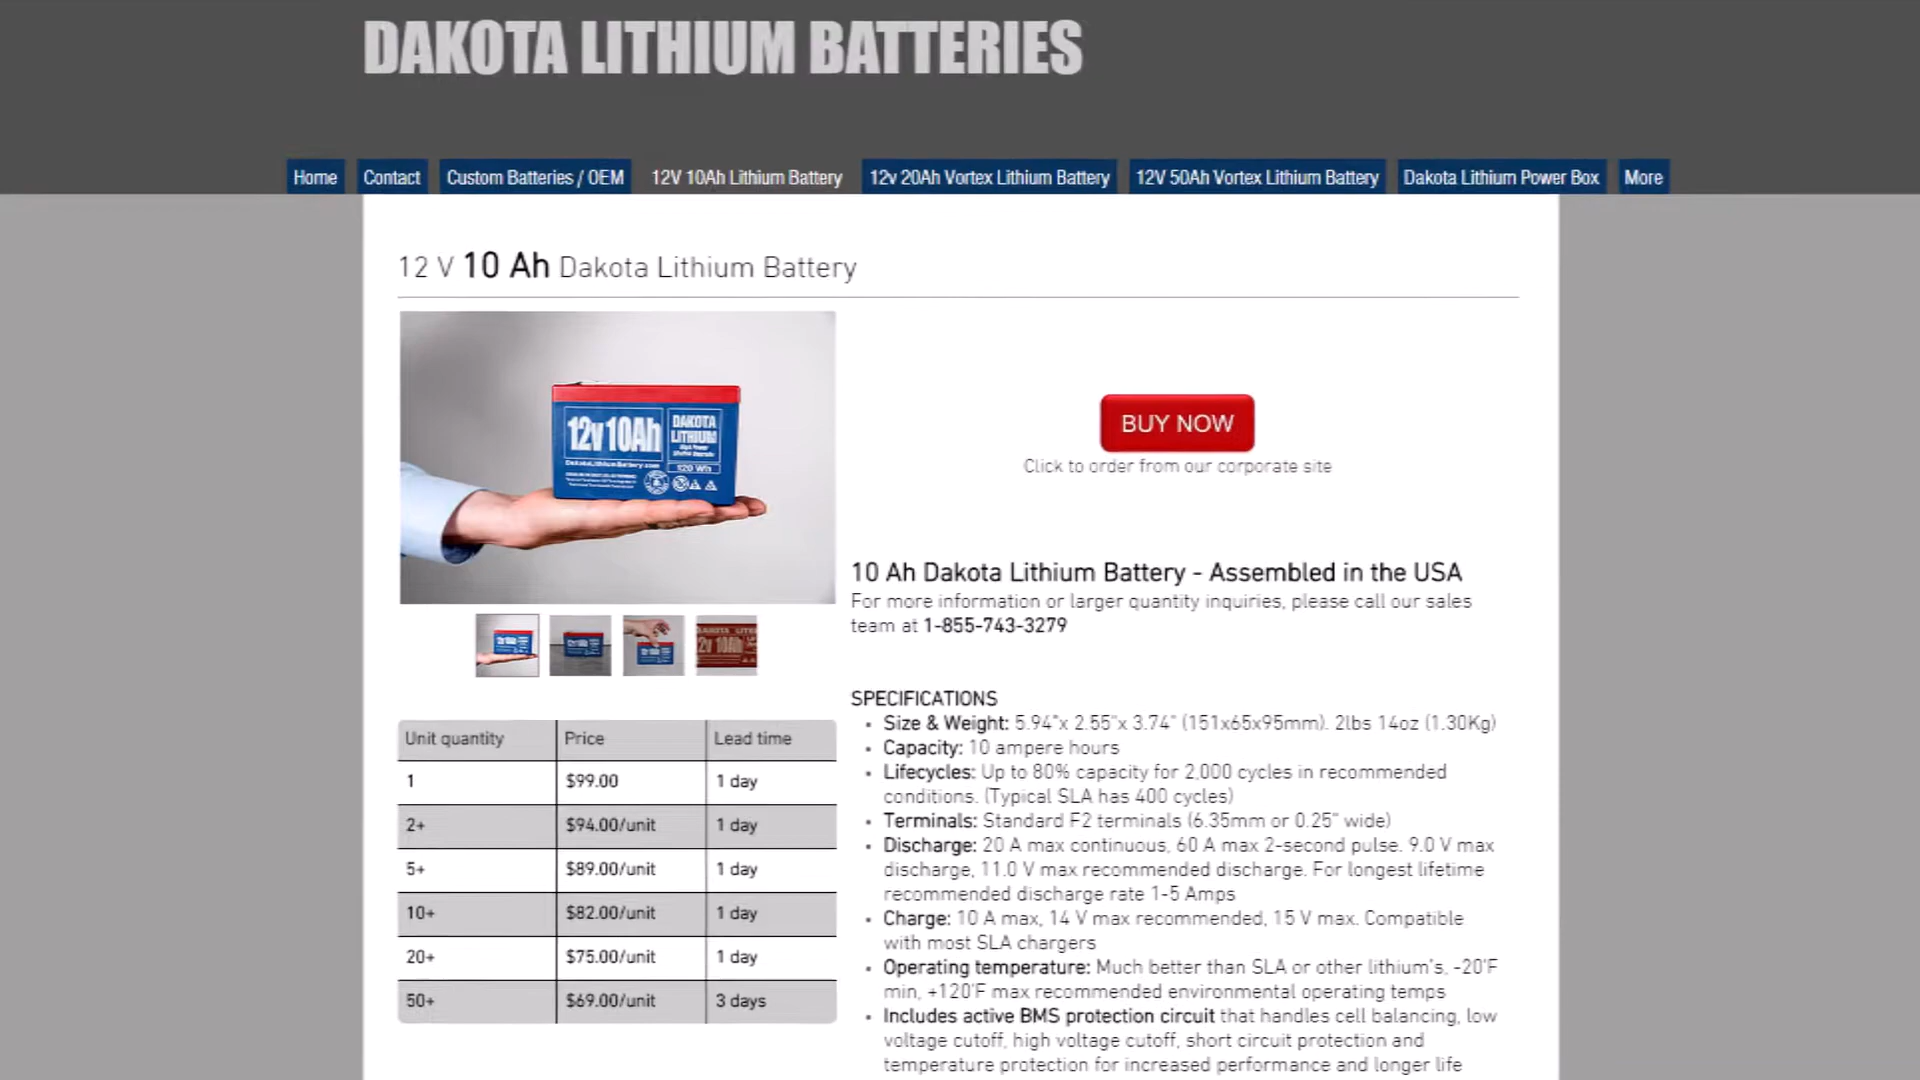 DAKOTA LITHIUM BATTERIES
Home
Contact
Custom Batteries / OEM
12V 10Ah Lithium Battery
12v 20Ah Vortex Lithium Battery
12V 50Ah Vortex Lithium Battery
Dakota Lithium Power Box
More
12 V 10 Ah Dakota Lithium Battery
12v 10Ah
DAKOTA
LITHIUM
DakotaLithiumBattery.com
120 Wh
BUY NOW
Click to order from our corporate site
10 Ah Dakota Lithium Battery - Assembled in the USA
For more information or larger quantity inquiries, please call our sales
team at 1-855-743-3279
Unit quantity Price Lead time
1 $99.00 1 day
2+ $94.00/unit 1 day
5+ $89.00/unit 1 day
10+ $82.00/unit 1 day
20+ $75.00/unit 1 day
50+ $69.00/unit 3 days
SPECIFICATIONS
• Size & Weight: 5.94"x 2.55"x 3.74" (151x65x95mm). 2lbs 14oz (1.30Kg)
• Capacity: 10 ampere hours
• Lifecycles: Up to 80% capacity for 2,000 cycles in recommended
conditions. (Typical SLA has 400 cycles)
• Terminals: Standard F2 terminals (6.35mm or 0.25" wide)
• Discharge: 20 A max continuous, 60 A max 2-second pulse. 9.0 V max
discharge, 11.0 V max recommended discharge. For longest lifetime
recommended discharge rate 1-5 Amps
• Charge: 10 A max, 14 V max recommended, 15 V max. Compatible
with most SLA chargers
• Operating temperature: Much better than SLA or other lithium's, -20°F
min, +120°F max recommended environmental operating temps
• Includes active BMS protection circuit that handles cell balancing, low
voltage cutoff, high voltage cutoff, short circuit protection and
temperature protection for increased performance and longer life